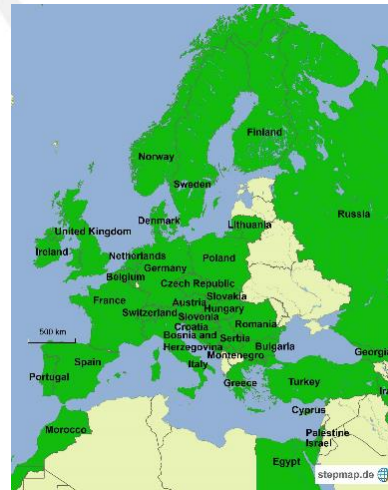 Finland
Norway
Sweden
Russia
Denmark
Lithuania
United Kingdom
Ireland
Netherlands
Poland
Germany
Belgium
Czech Republic
Slovakia
France
Austria
Hungary
Switzerland
Slovenia
Croatia
Romania
Bosnia and
Herzegovina
Serbia
500 km
Bulgaria
Montenegro
Italy
Georgia
Spain
Portugal
Greece
Turkey
Ira
Cyprus
Morocco
Palestine
Israel
Egypt
stepmap.de